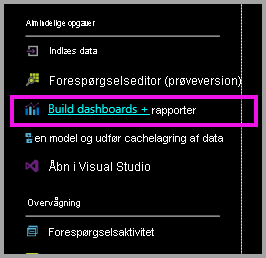 Almindelige opgaver
Indlæs data
Forespørgselseditor (prøveversion)
Build dashboards + rapporter
en model og udfør cachelagring af data
Åbn i Visual Studio
Overvågning
Forespørgselsaktivitet